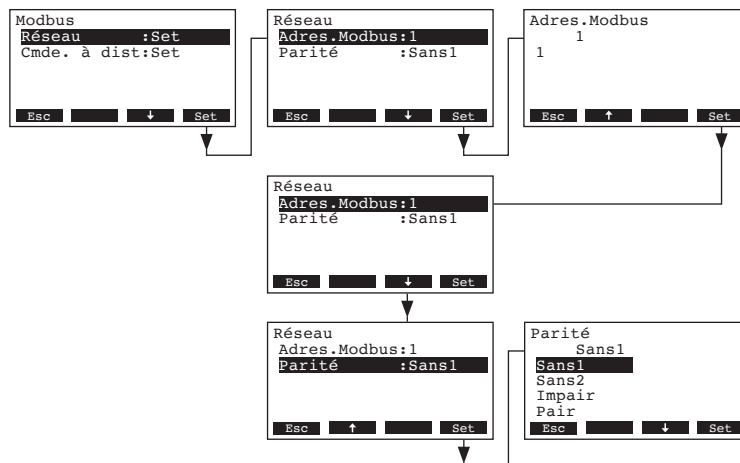 Modbus
Réseau :Set
Cmde. à dist:Set
Esc ↓ Set
Réseau
Adres.Modbus:1
Parité :Sans1
Esc ↓ Set
Adres.Modbus
1
1
Esc ↑ Set
Réseau
Adres.Modbus:1
Parité :Sans1
Esc ↓ Set
Réseau
Adres.Modbus:1
Parité :Sans1
Esc ↑ Set
Parité
Sans1
Sans1
Sans2
Impair
Pair
Esc ↓ Set